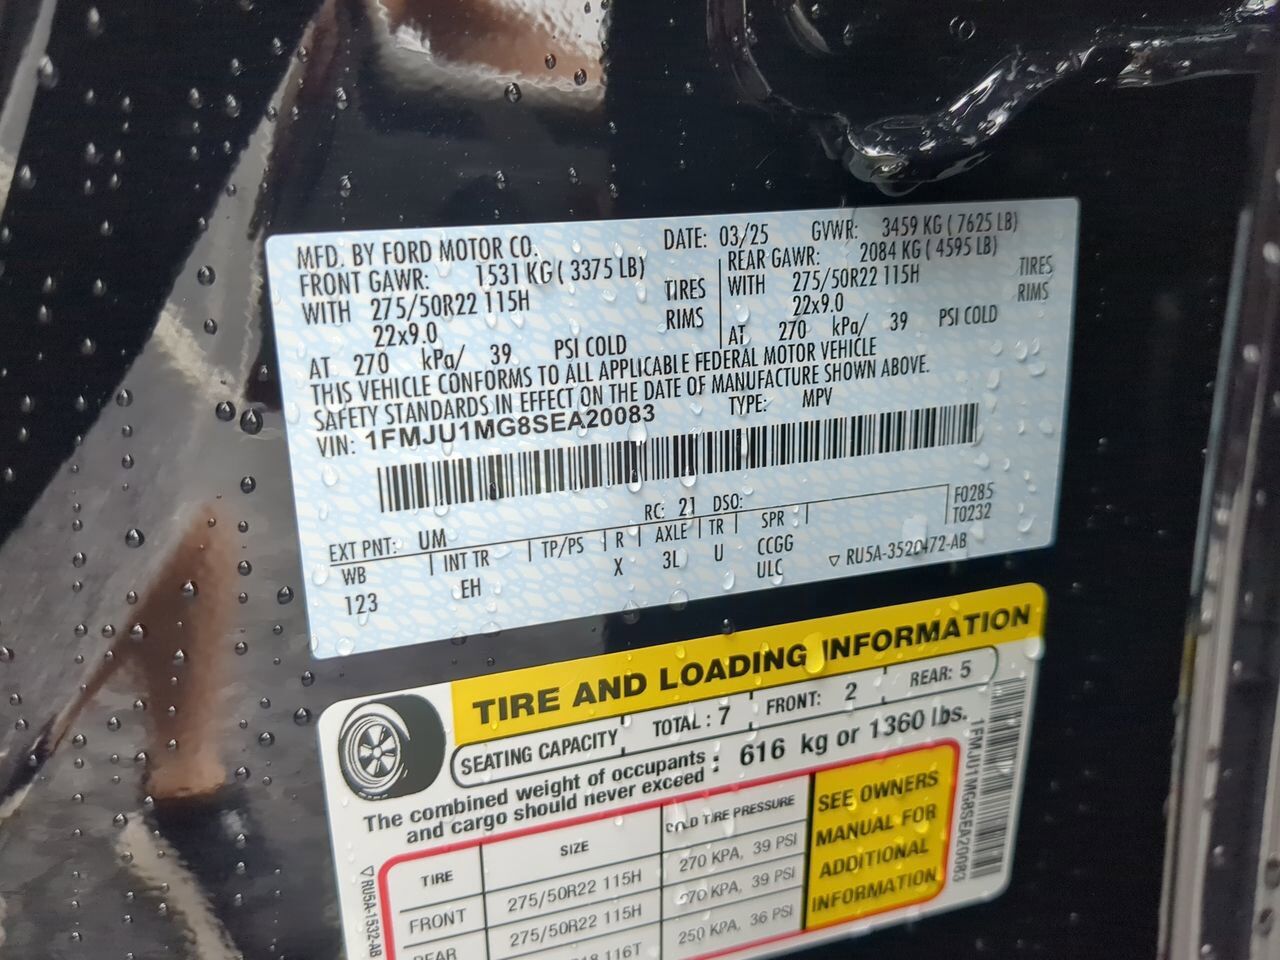 MFD. BY FORD MOTOR CO.
DATE: 03/25
GVWR: 3459 KG ( 7625 LB)
FRONT GAWR: 1531 KG ( 3375 LB)
WITH 275/50R22 115H TIRES
22x9.0 RIMS
AT 270 kPa/ 39 PSI COLD
REAR GAWR: 2084 KG ( 4595 LB)
WITH 275/50R22 115H TIRES
22x9.0 RIMS
AT 270 kPa/ 39 PSI COLD
THIS VEHICLE CONFORMS TO ALL APPLICABLE FEDERAL MOTOR VEHICLE
SAFETY STANDARDS IN EFFECT ON THE DATE OF MANUFACTURE SHOWN ABOVE.
VIN: 1FMJU1MG8SEA20083
TYPE: MPV
EXT PNT: UM RC: 21 DSO:
F0285
T0232
WB INT TR TP/PS R AXLE TR SPR
123 EH X 3L U CCGG
ULC
▽ RU5A-3520472-AB
TIRE AND LOADING INFORMATION
SEATING CAPACITY TOTAL : 7 FRONT: 2 REAR: 5
The combined weight of occupants : 616 kg or 1360 lbs.
and cargo should never exceed
TIRE SIZE COLD TIRE PRESSURE
FRONT 275/50R22 115H 270 KPA, 39 PSI
REAR 275/50R22 115H 270 KPA, 39 PSI
116T 250 KPA, 36 PSI
SEE OWNERS
MANUAL FOR
ADDITIONAL
INFORMATION
1FMJU1MG8SEA20083
▽ RU5A-1532-AB